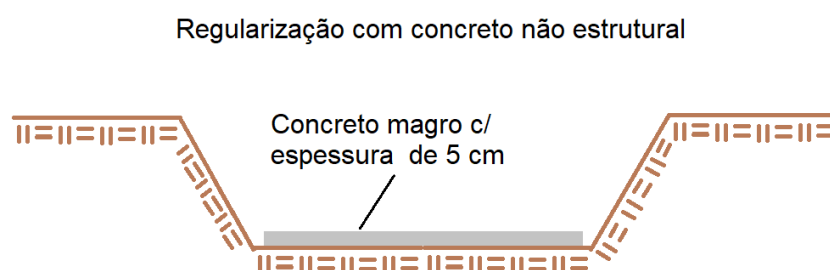 Regularização com concreto não estrutural
Concreto magro c/
espessura de 5 cm